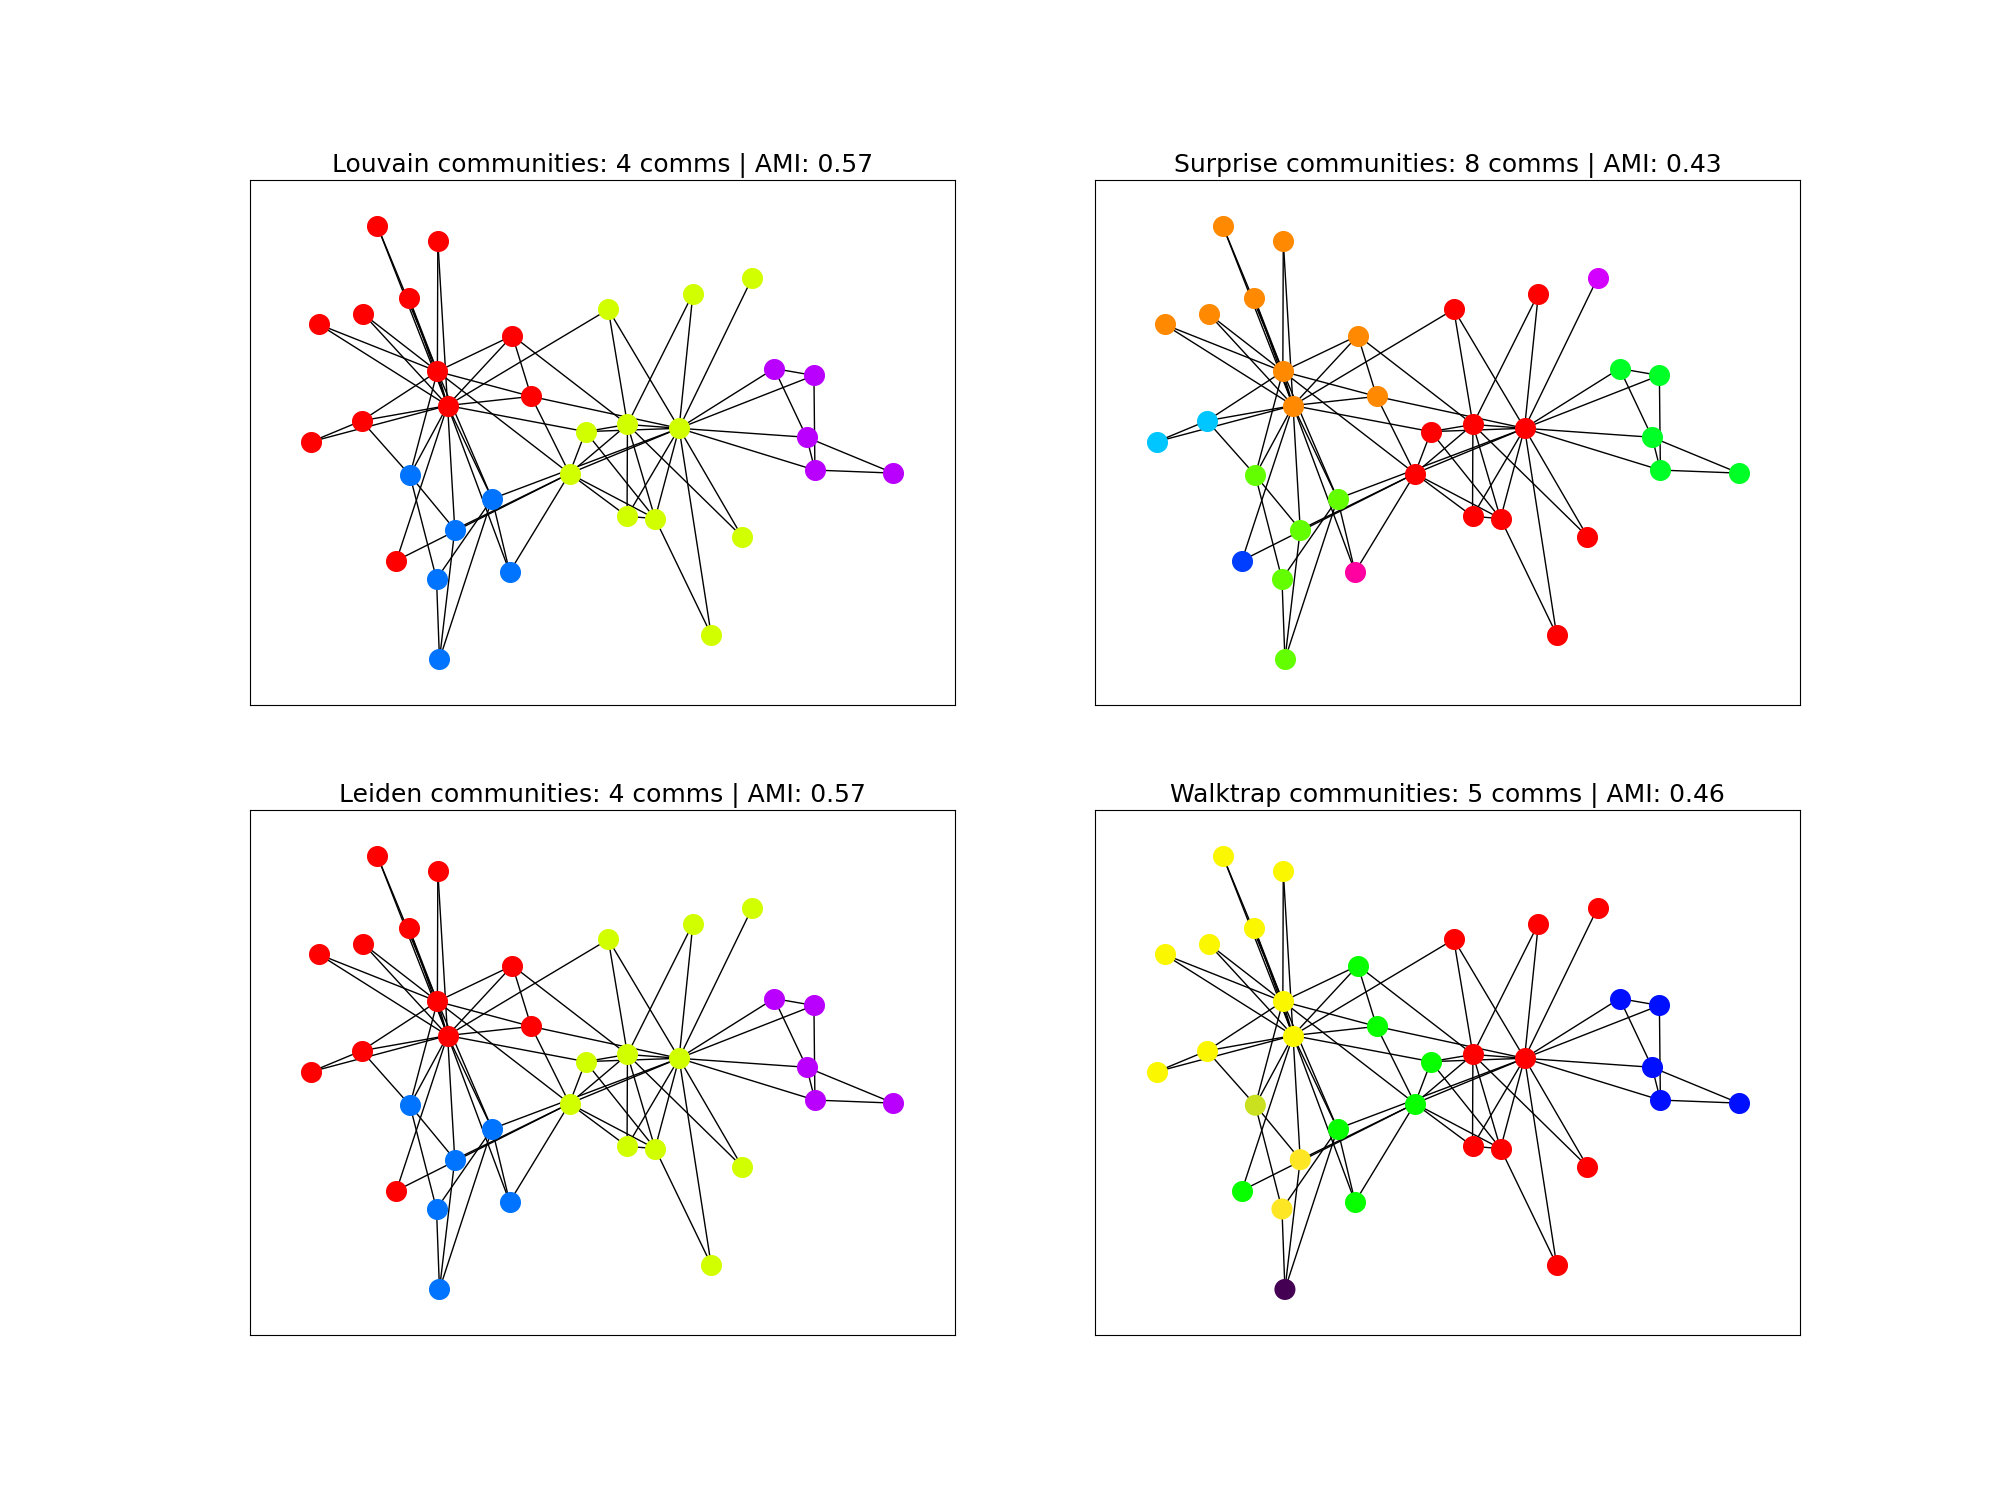 Louvain communities: 4 comms | AMI: 0.57
Surprise communities: 8 comms | AMI: 0.43
Leiden communities: 4 comms | AMI: 0.57
Walktrap communities: 5 comms | AMI: 0.46